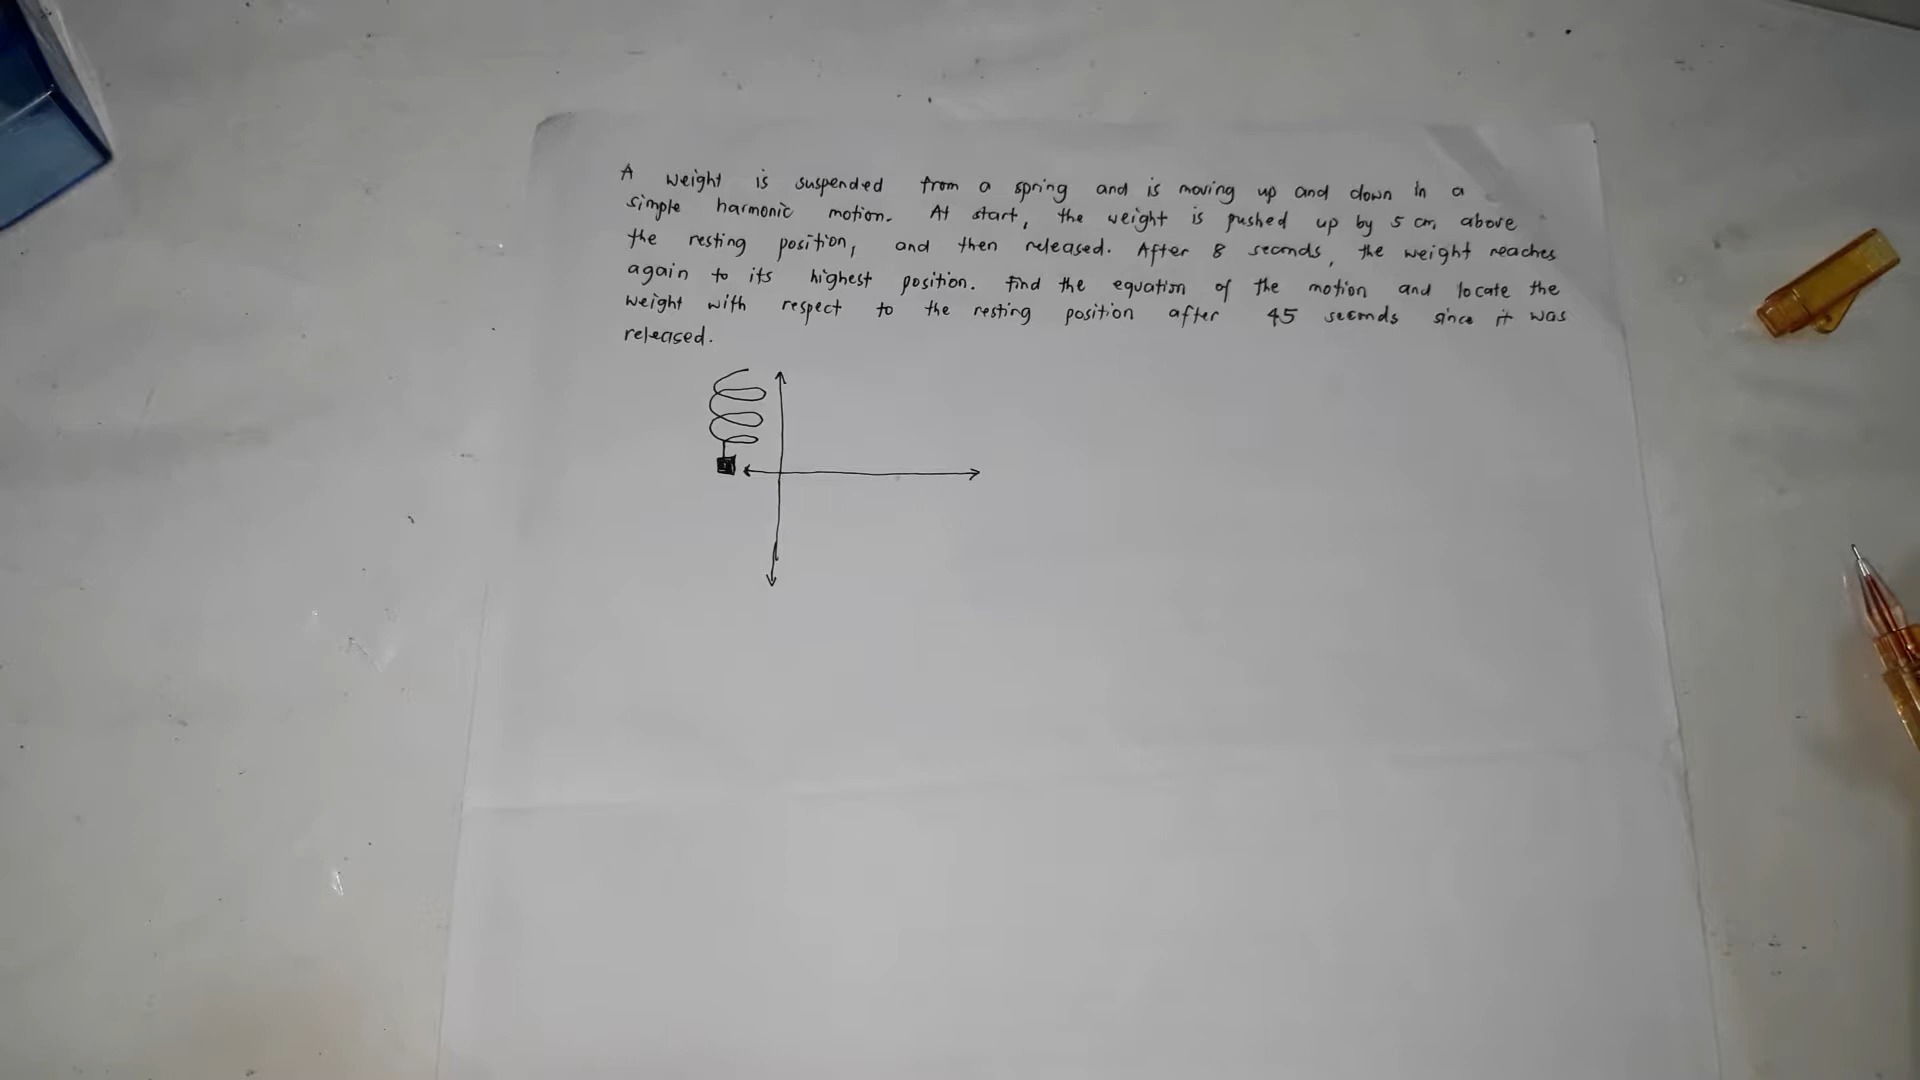 A weight is suspended from a spring and is moving up and down in a
simple harmonic motion. At start, the weight is pushed up by 5 cm above
the resting position, and then released. After 8 seconds, the weight reaches
again to its highest position. Find the equation of the motion and locate the
weight with respect to the resting position after 45 seconds since it was
released.